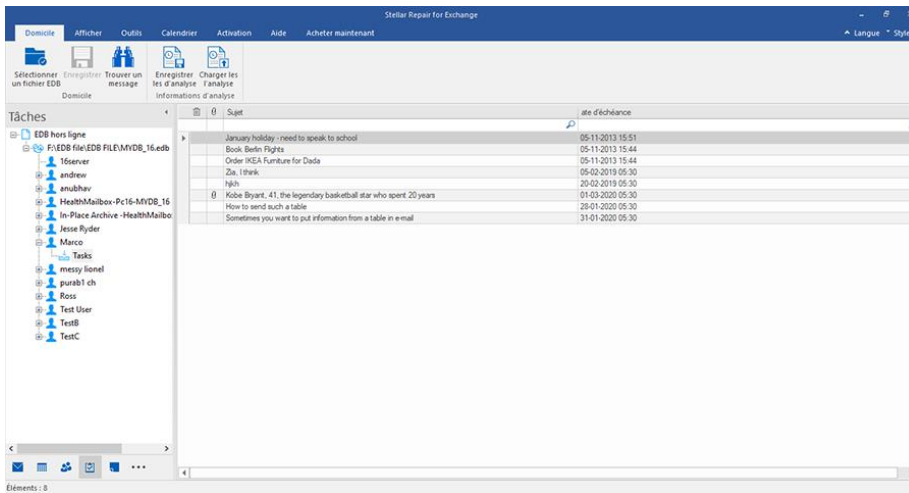 Stellar Repair for Exchange
Domicile Afficher Outils Calendrier Activation Aide Acheter maintenant Langue Style
Sélectionner un fichier EDB
Enregistrer
Trouver un message
Enregistrer les d'analyse
Charger les l'analyse
Domicile
Informations d'analyse
Tâches
EDB hors ligne
F:\EDB file\EDB FILE\MYDB_16.edb
16server
andrew
anubhav
HealthMailbox-Pc16-MYDB_16
In-Place Archive -HealthMailbo
Jesse Ryder
Marco
Tasks
messy lionel
purab1 ch
Ross
Test User
TestB
TestC
Sujet ate d'échéance
January holiday - need to speak to school 05-11-2013 15:51
Book Berlin Flights 05-11-2013 15:44
Order IKEA Furniture for Dada 05-11-2013 15:44
Zia, I think 05-02-2019 05:30
hjkh 20-02-2019 05:30
Kobe Bryant, 41, the legendary basketball star who spent 20 years 01-03-2020 05:30
How to send such a table 28-01-2020 05:30
Sometimes you want to put information from a table in e-mail 31-01-2020 05:30
Éléments : 8